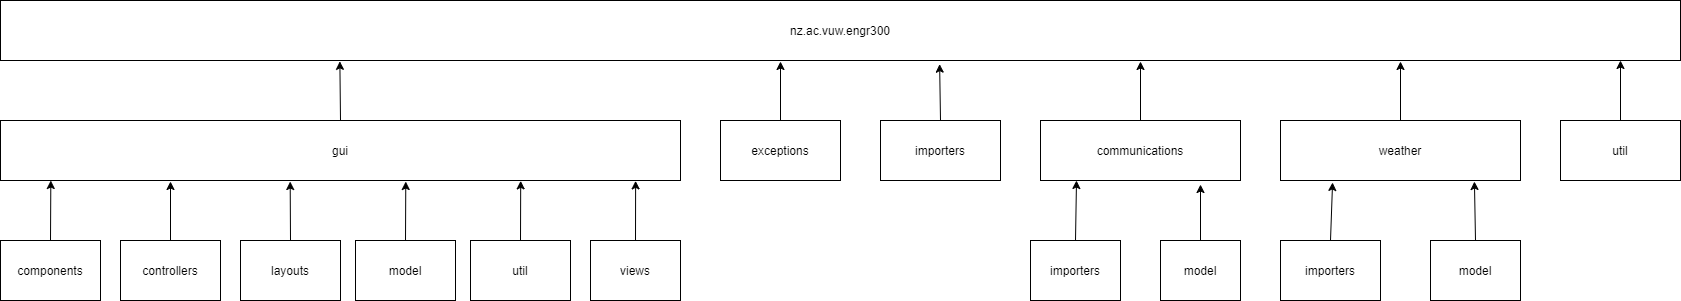 nz.ac.vuw.engr300
gui
exceptions
importers
communications
weather
util
components
controllers
layouts
model
util
views
importers
model
importers
model